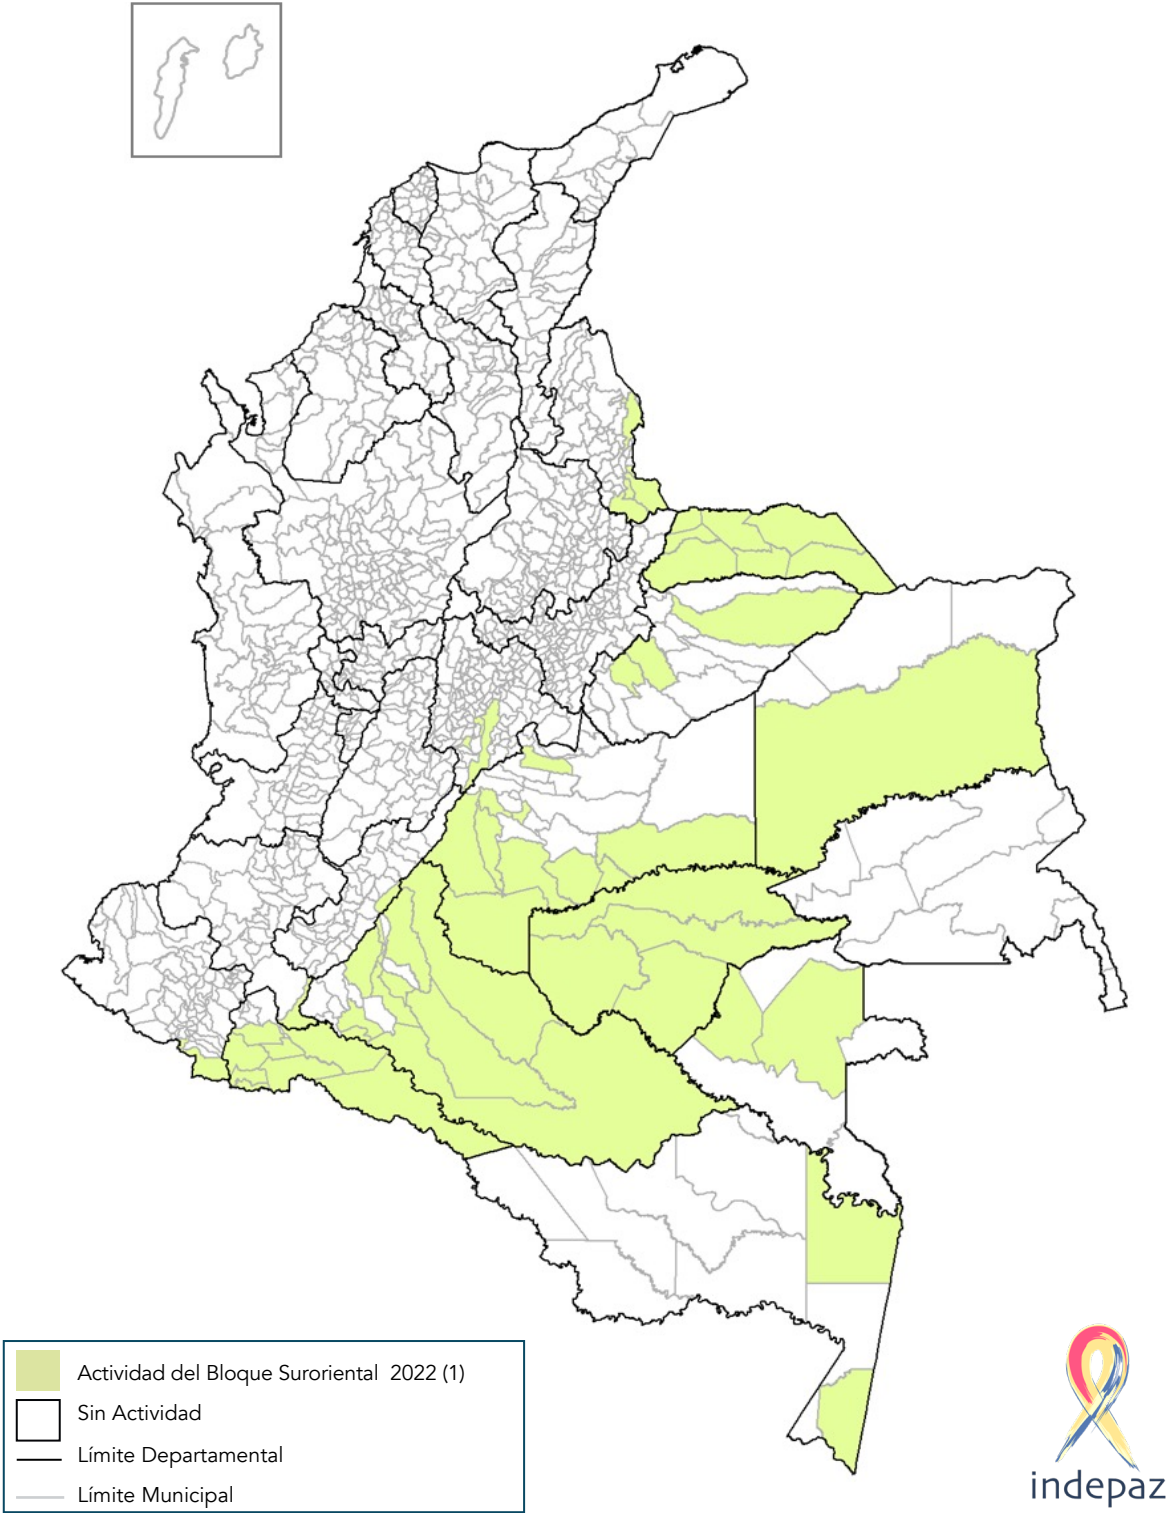 Actividad del Bloque Suroriental 2022 (1)
Sin Actividad
Límite Departamental
Límite Municipal
indepaz